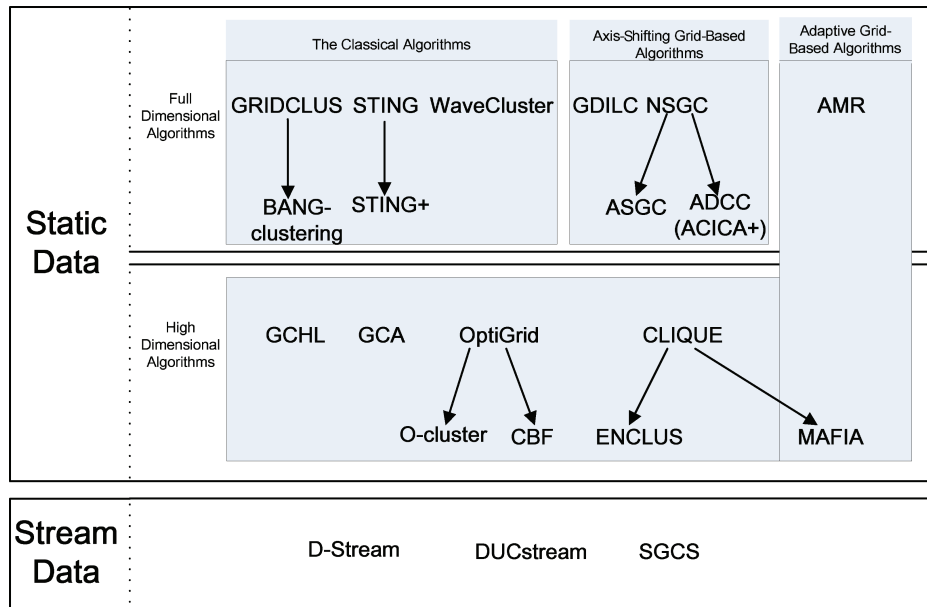 The Classical Algorithms
Axis-Shifting Grid-Based
Algorithms
Adaptive Grid-
Based Algorithms
Full
Dimensional
Algorithms
GRIDCLUS STING WaveCluster
GDILC NSGC
AMR
BANG-
clustering
STING+
ASGC
ADCC
(ACICA+)
Static
Data
High
Dimensional
Algorithms
GCHL
GCA
OptiGrid
CLIQUE
O-cluster
CBF
ENCLUS
MAFIA
Stream
Data
D-Stream
DUCstream
SGCS